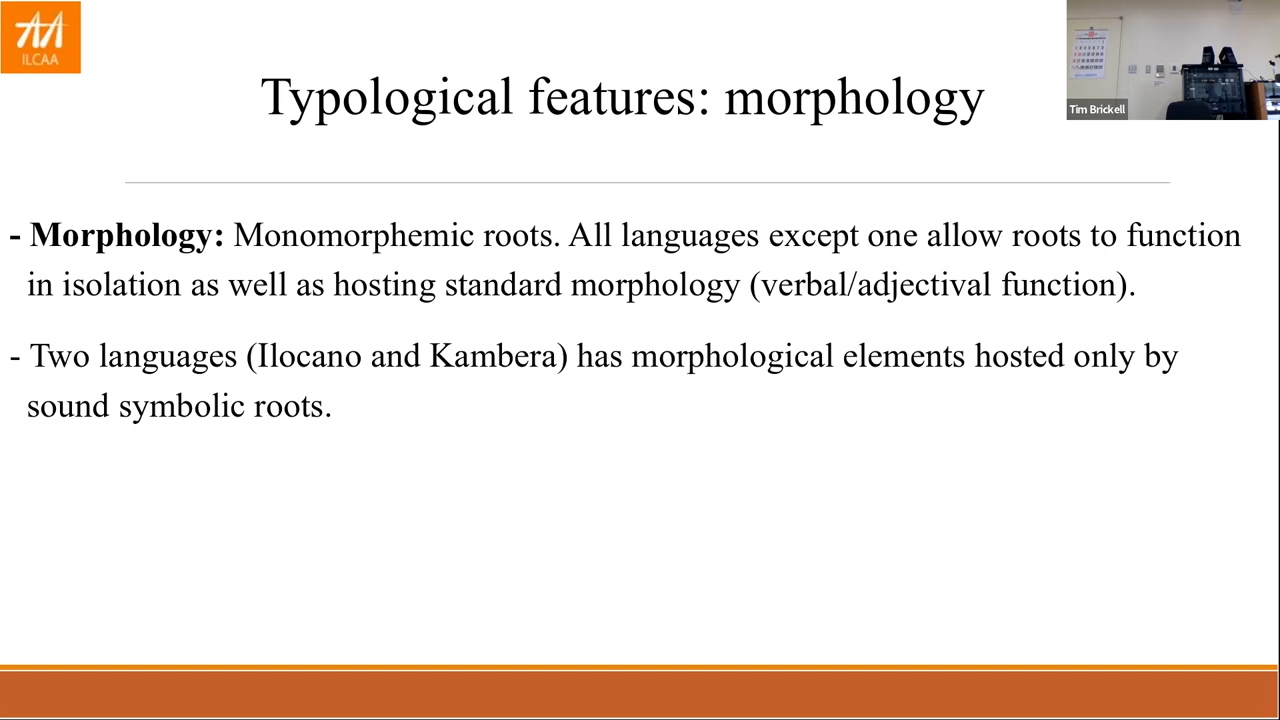 ILCAA
Typological features: morphology
Tim Brickell
- Morphology: Monomorphemic roots. All languages except one allow roots to function
in isolation as well as hosting standard morphology (verbal/adjectival function).
- Two languages (Ilocano and Kambera) has morphological elements hosted only by
sound symbolic roots.